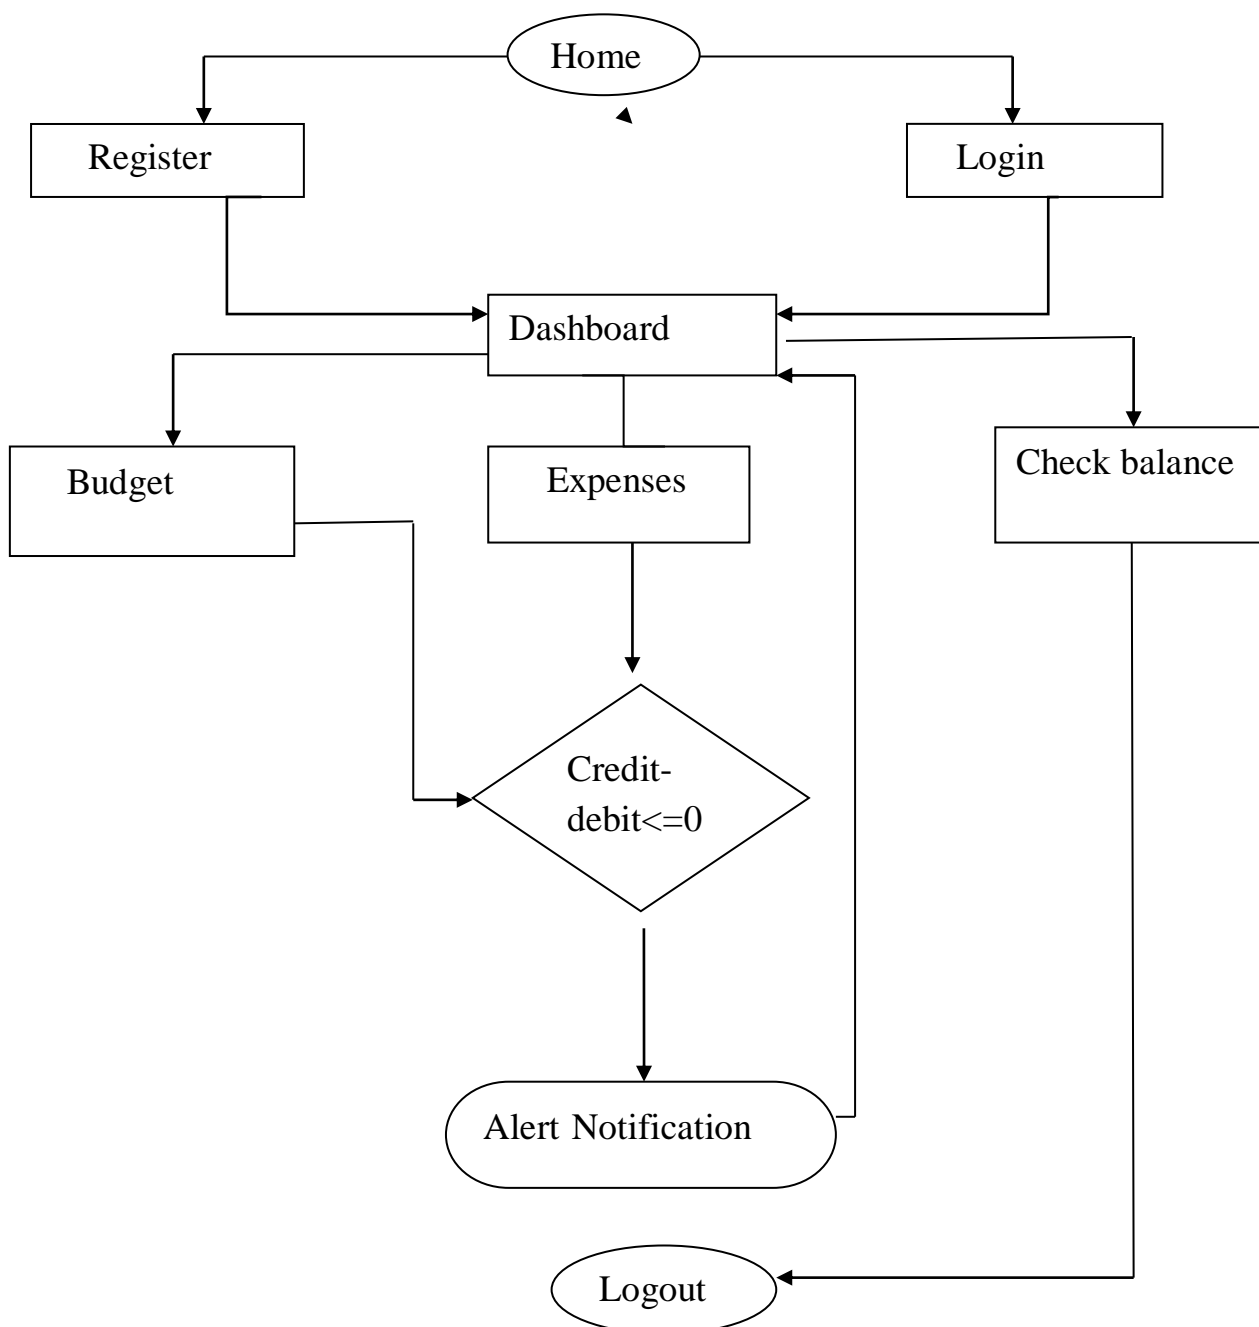 Home
Register
Login
Dashboard
Budget
Expenses
Check balance
Credit-
debit<=0
Alert Notification
Logout